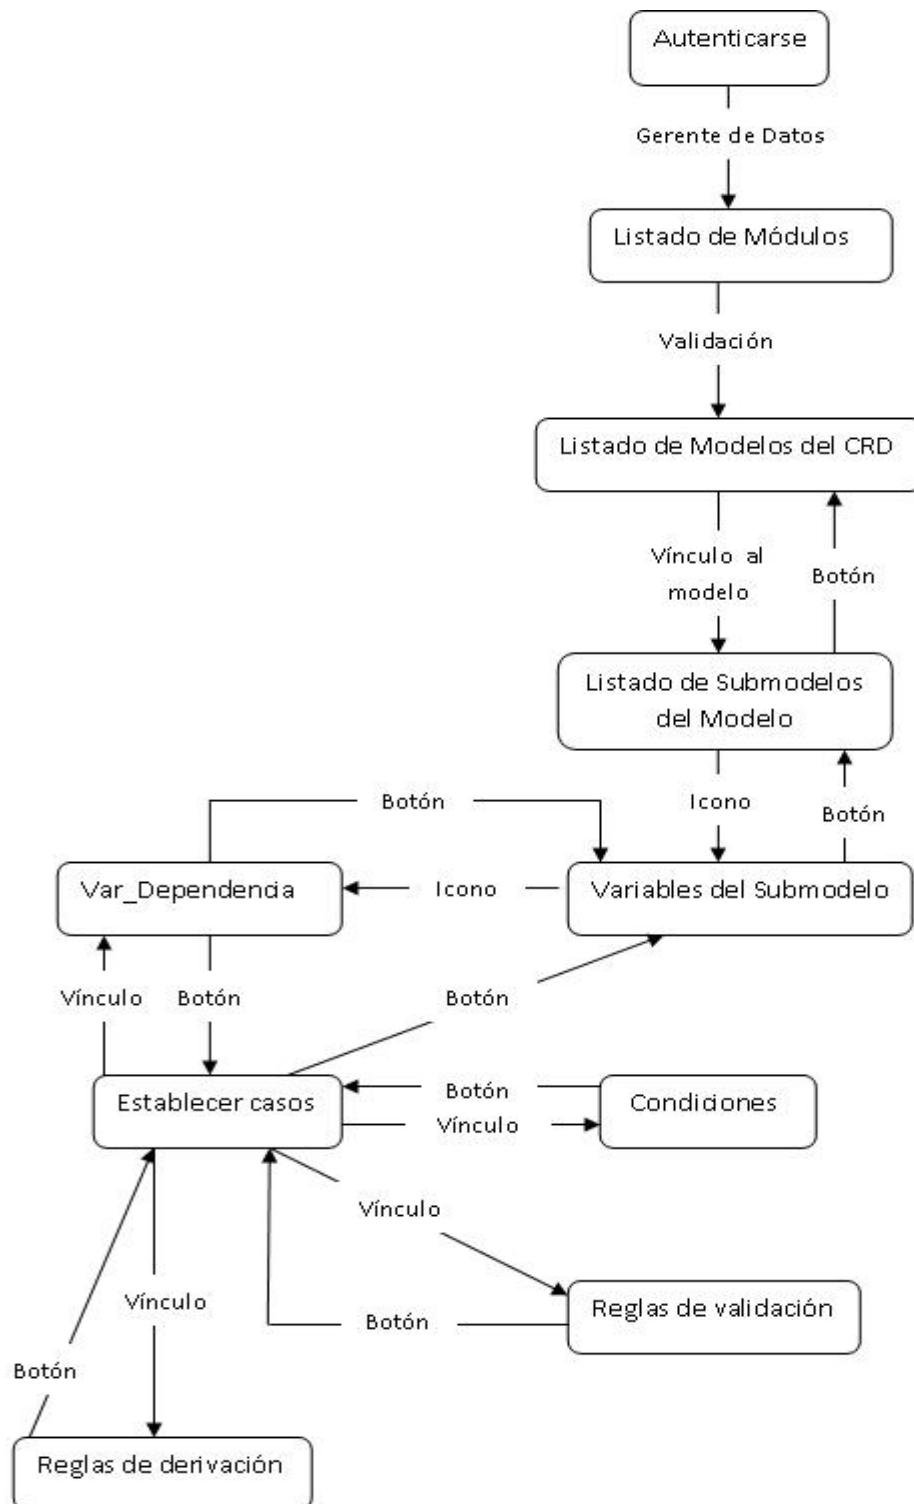 Autenticarse
Gerente de Datos
Listado de Módulos
Validación
Listado de Modelos del CRD
Vínculo al
modelo
Botón
Listado de Submodelos
del Modelo
Botón
Icono
Botón
Var_Dependencia
Icono
Variables del Submodelo
Vínculo
Botón
Botón
Establecer casos
Botón
Vínculo
Condiciones
Vínculo
Vínculo
Reglas de validación
Botón
Botón
Reglas de derivación